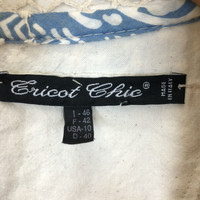 Tricot Chic®
MADE
IN ITALY
I - 46
F - 42
USA-10
D - 40